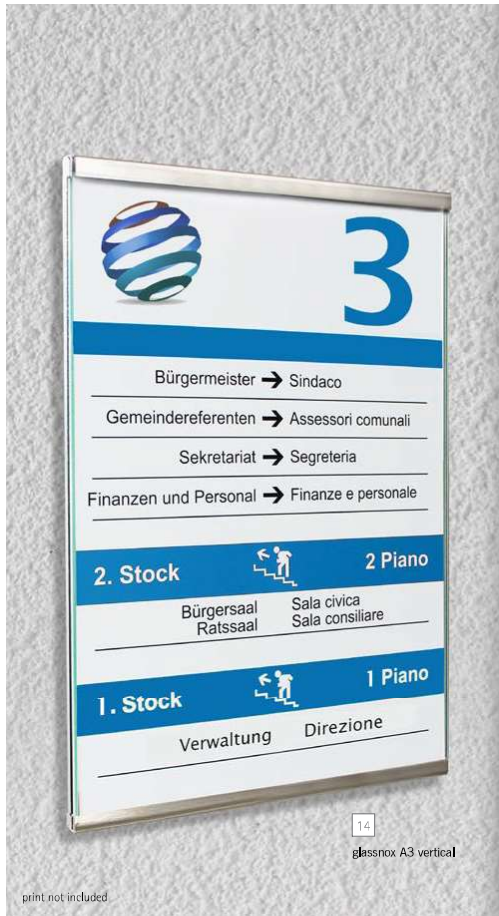 3
Bürgermeister → Sindaco
Gemeindereferenten → Assessori comunali
Sekretariat → Segreteria
Finanzen und Personal → Finanze e personale
2. Stock 2 Piano
Bürgersaal Sala civica
Ratssaal Sala consiliare
1. Stock 1 Piano
Verwaltung Direzione
14
glassnox A3 vertical
print not included